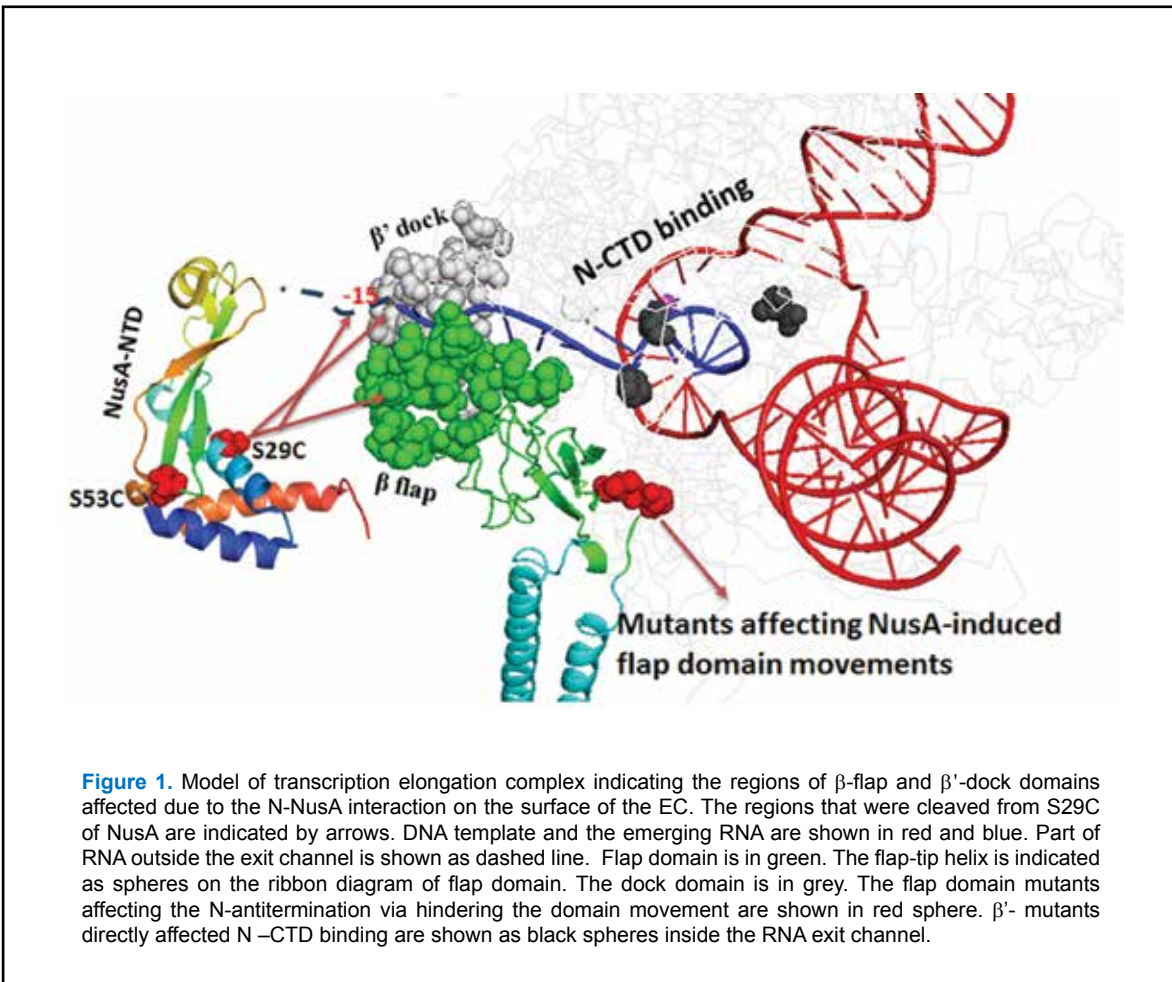 β' dock
N-CTD binding
-15
NusA-NTD
S29C
S53C
β flap
Mutants affecting NusA-induced
flap domain movements
Figure 1. Model of transcription elongation complex indicating the regions of β-flap and β'-dock domains
affected due to the N-NusA interaction on the surface of the EC. The regions that were cleaved from S29C
of NusA are indicated by arrows. DNA template and the emerging RNA are shown in red and blue. Part of
RNA outside the exit channel is shown as dashed line. Flap domain is in green. The flap-tip helix is indicated
as spheres on the ribbon diagram of flap domain. The dock domain is in grey. The flap domain mutants
affecting the N-antitermination via hindering the domain movement are shown in red sphere. β'- mutants
directly affected N –CTD binding are shown as black spheres inside the RNA exit channel.